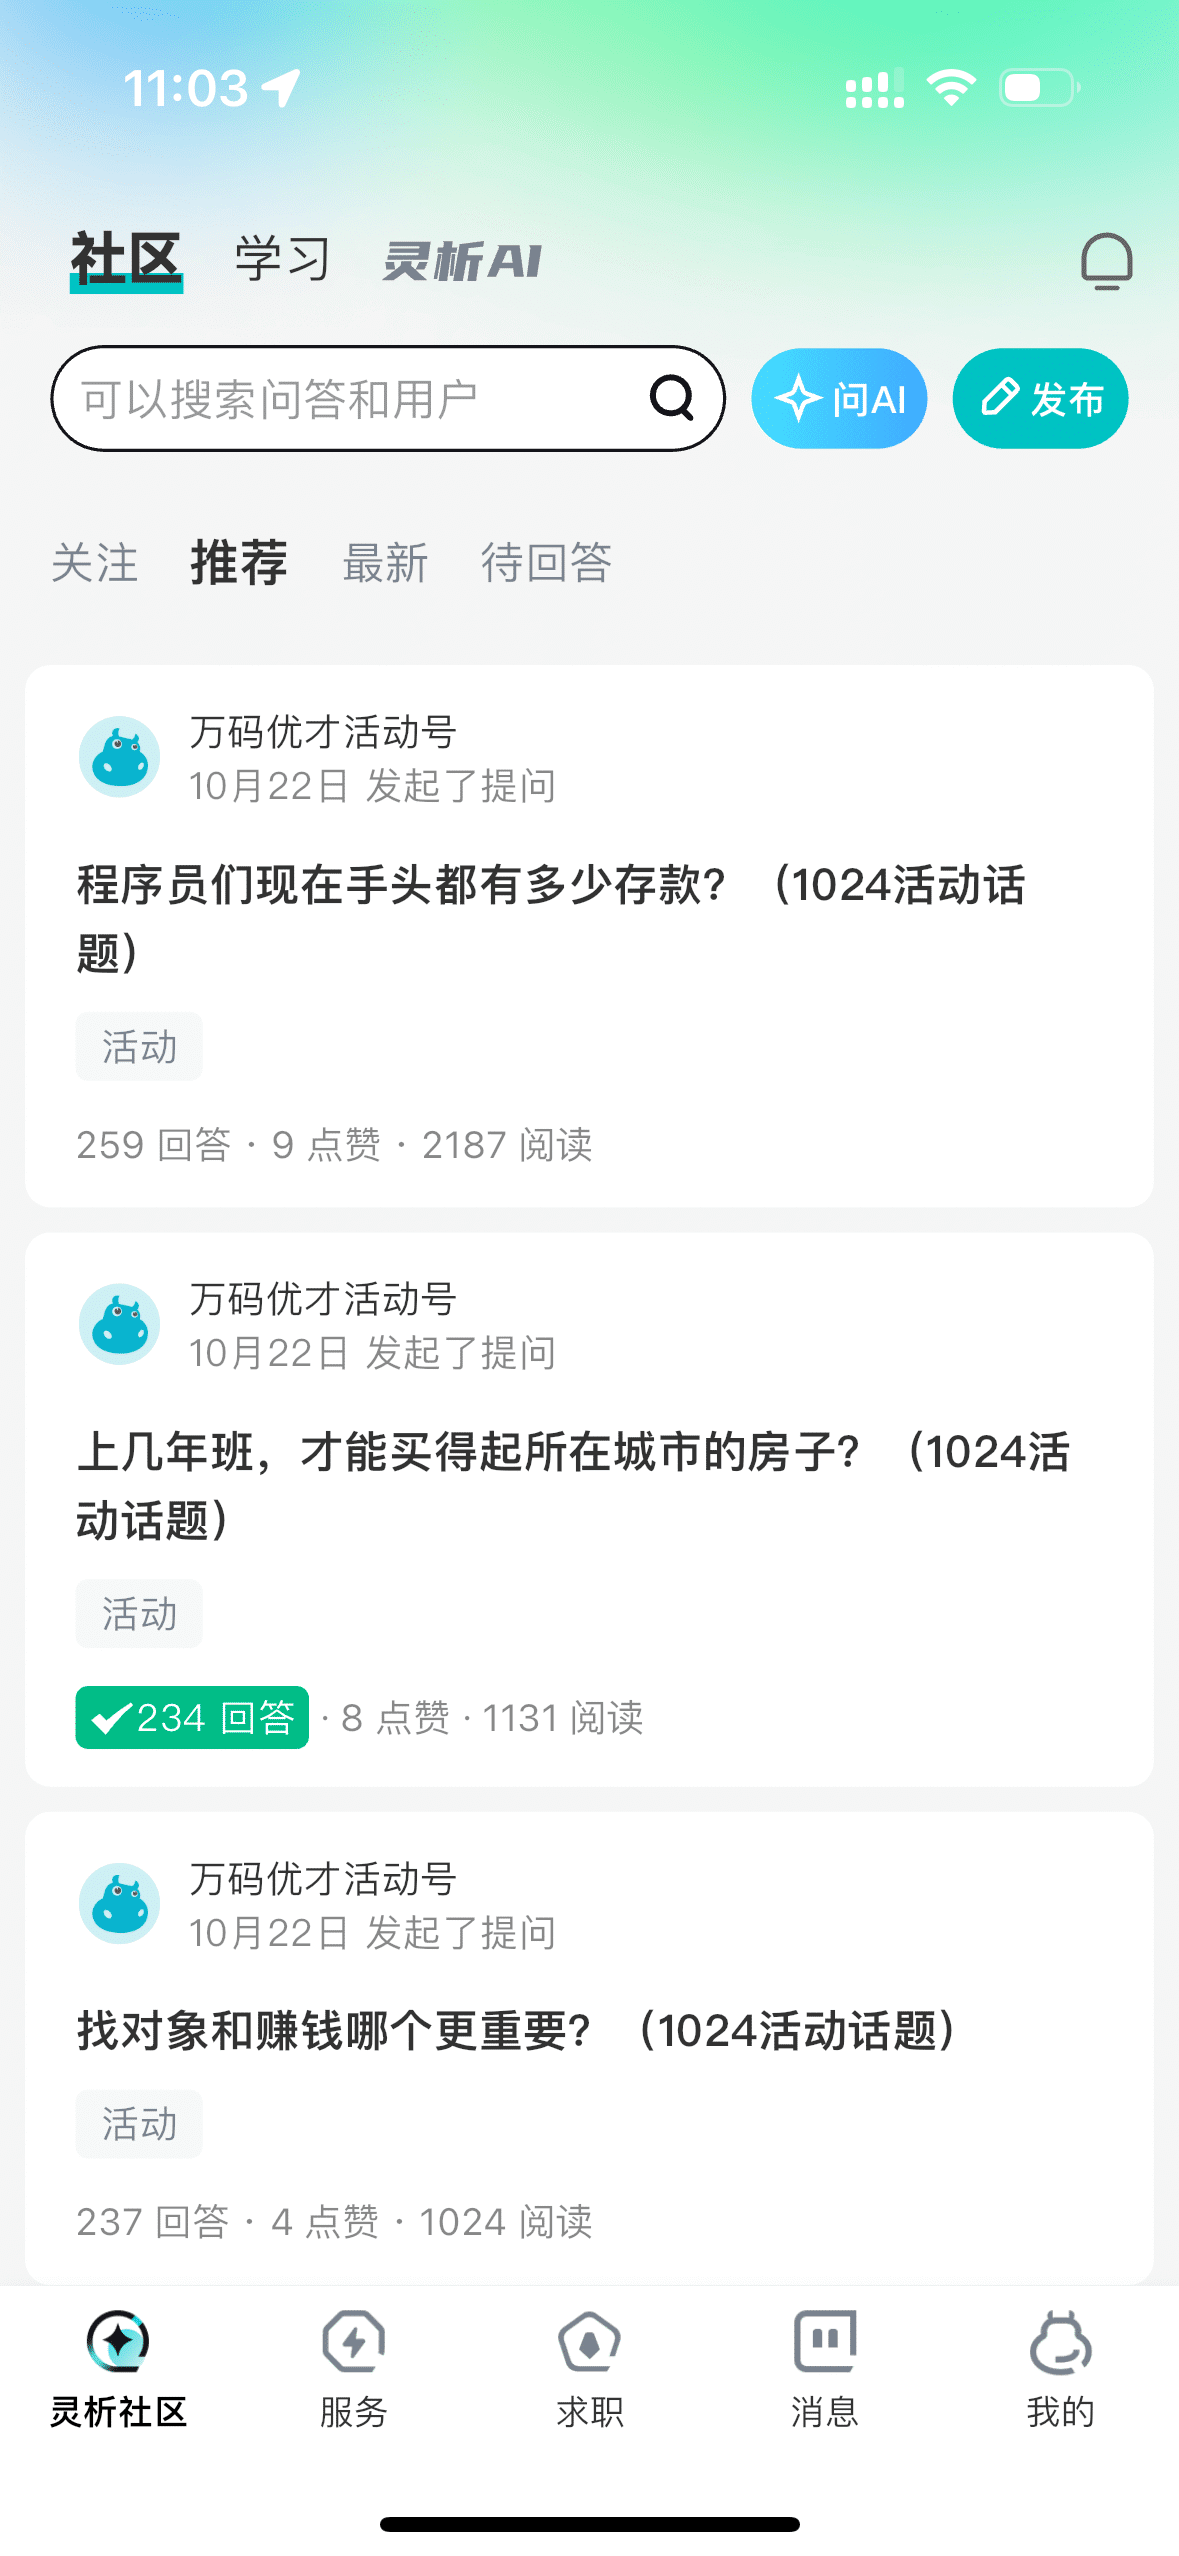 11:03
社区 学习 灵析AI
可以搜索问答和用户 问AI 发布
关注 推荐 最新 待回答
万码优才活动号
10月22日 发起了提问
程序员们现在手头都有多少存款？（1024活动话
题）
活动
259 回答 · 9 点赞 · 2187 阅读
万码优才活动号
10月22日 发起了提问
上几年班，才能买得起所在城市的房子？（1024活
动话题）
活动
234 回答 · 8 点赞 · 1131 阅读
万码优才活动号
10月22日 发起了提问
找对象和赚钱哪个更重要？（1024活动话题）
活动
237 回答 · 4 点赞 · 1024 阅读
灵析社区 服务 求职 消息 我的